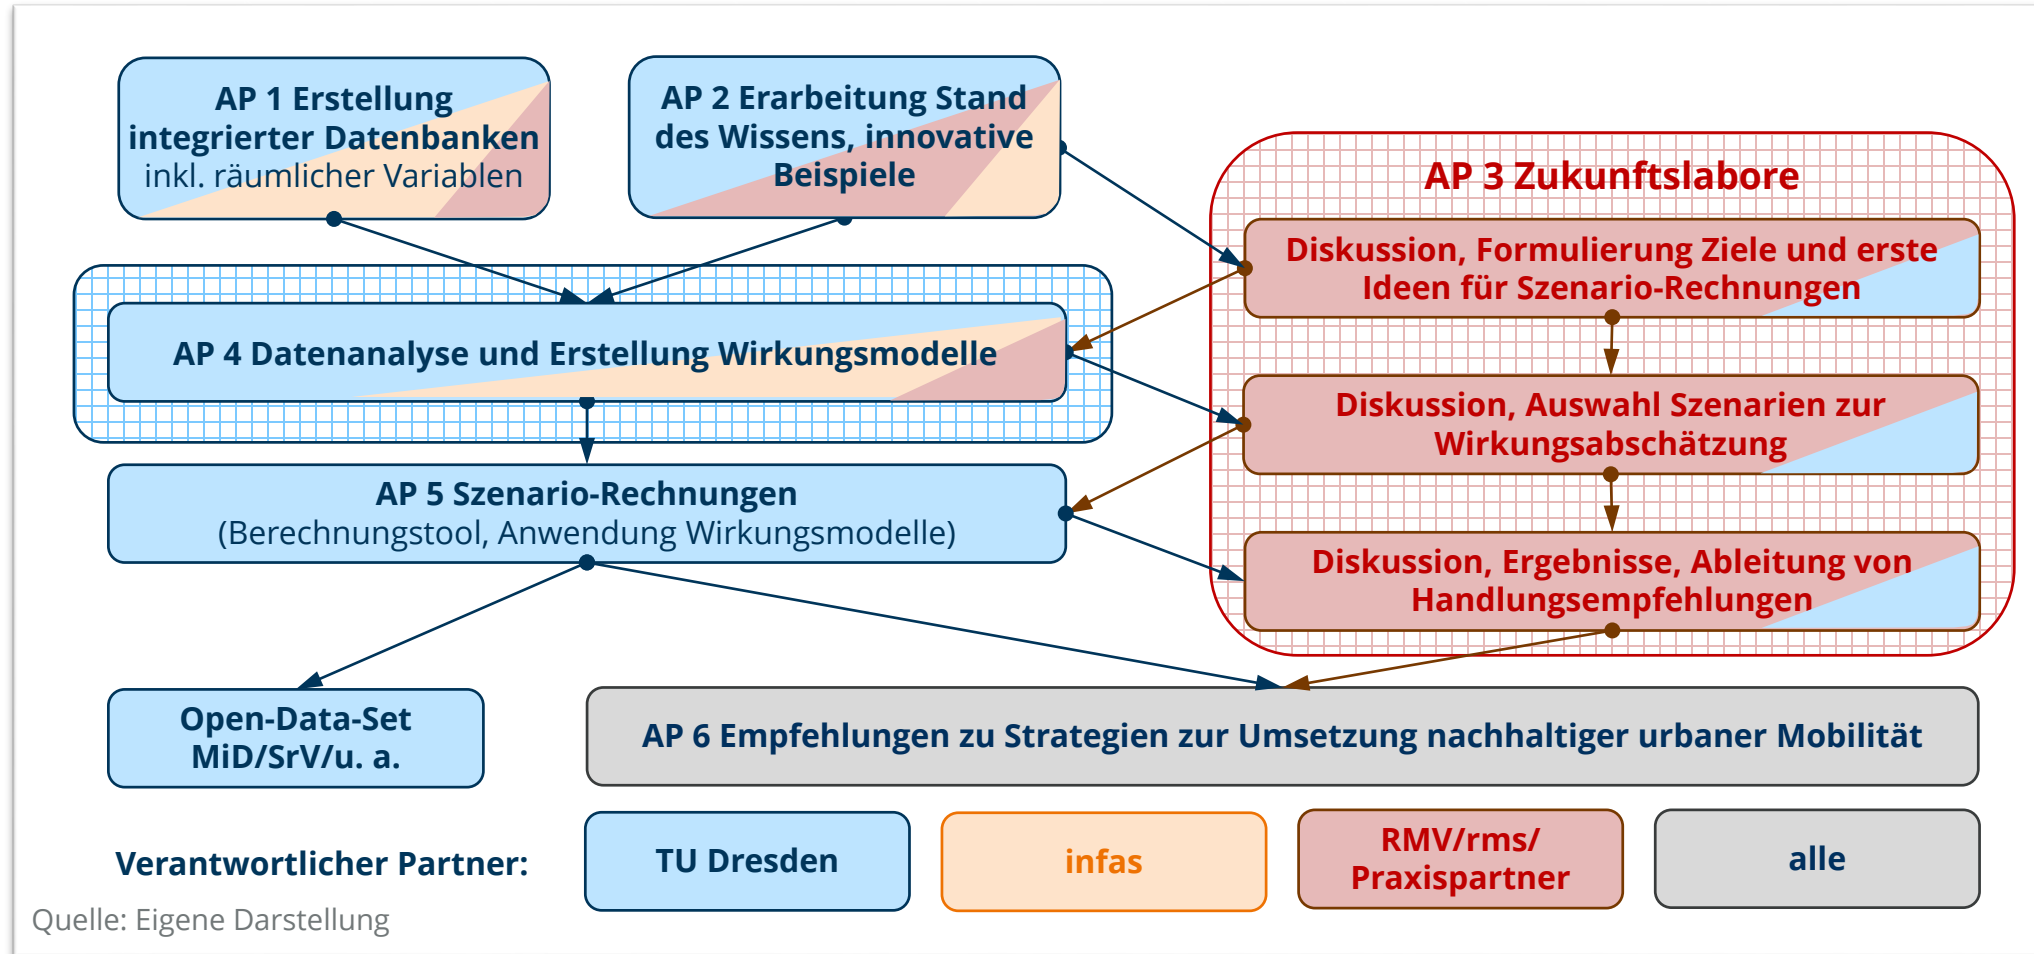 AP 1 Erstellung
integrierter Datenbanken
inkl. räumlicher Variablen
AP 2 Erarbeitung Stand
des Wissens, innovative
Beispiele
AP 3 Zukunftslabore
Diskussion, Formulierung Ziele und erste
Ideen für Szenario-Rechnungen
AP 4 Datenanalyse und Erstellung Wirkungsmodelle
Diskussion, Auswahl Szenarien zur
Wirkungsabschätzung
AP 5 Szenario-Rechnungen
(Berechnungstool, Anwendung Wirkungsmodelle)
Diskussion, Ergebnisse, Ableitung von
Handlungsempfehlungen
Open-Data-Set
MiD/SrV/u. a.
AP 6 Empfehlungen zu Strategien zur Umsetzung nachhaltiger urbaner Mobilität
Verantwortlicher Partner:
TU Dresden
infas
RMV/rms/
Praxispartner
alle
Quelle: Eigene Darstellung